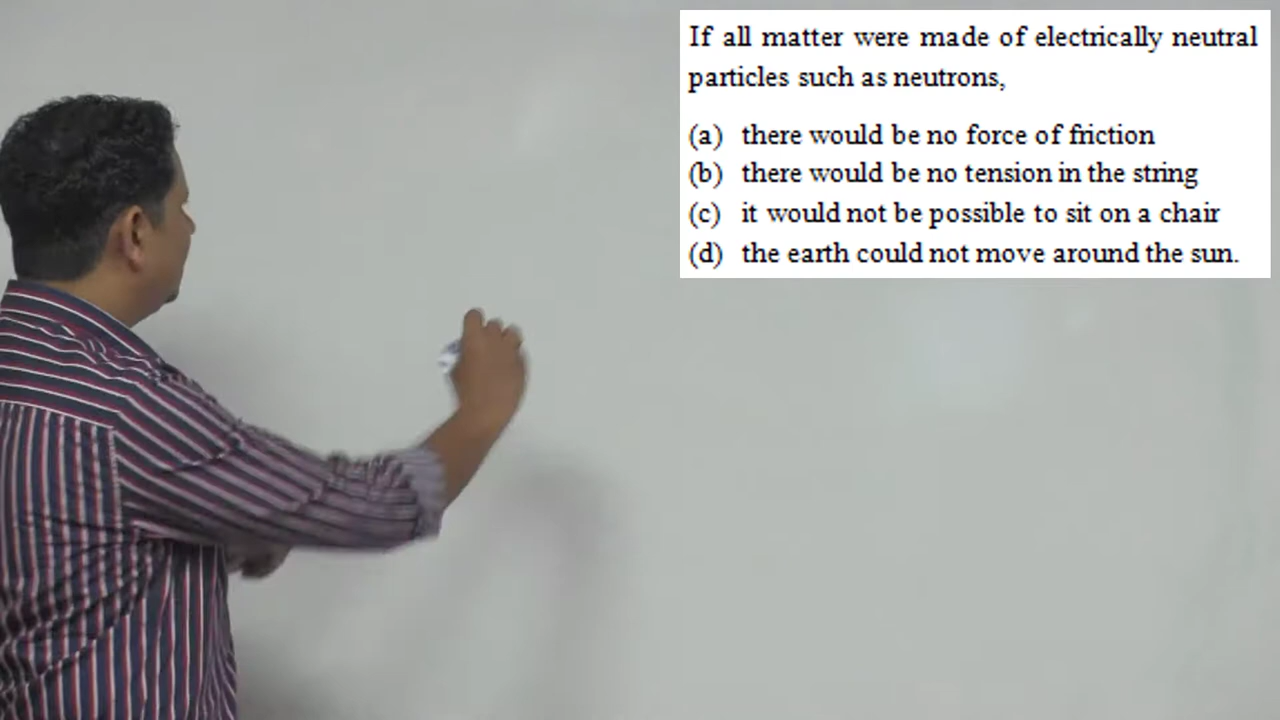 If all matter were made of electrically neutral
particles such as neutrons,
(a) there would be no force of friction
(b) there would be no tension in the string
(c) it would not be possible to sit on a chair
(d) the earth could not move around the sun.